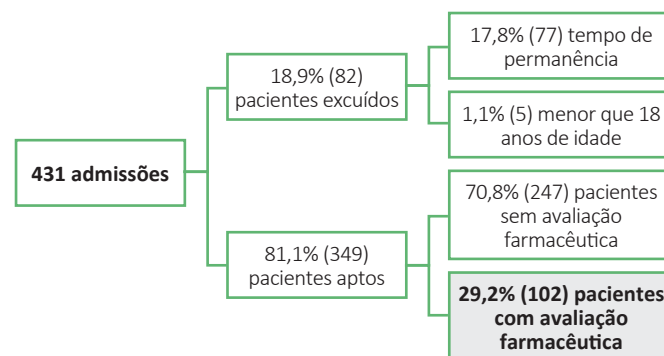 431 admissões
18,9% (82)
pacientes excuídos
17,8% (77) tempo de
permanência
1,1% (5) menor que 18
anos de idade
81,1% (349)
pacientes aptos
70,8% (247) pacientes
sem avaliação
farmacêutica
29,2% (102) pacientes
com avaliação
farmacêutica